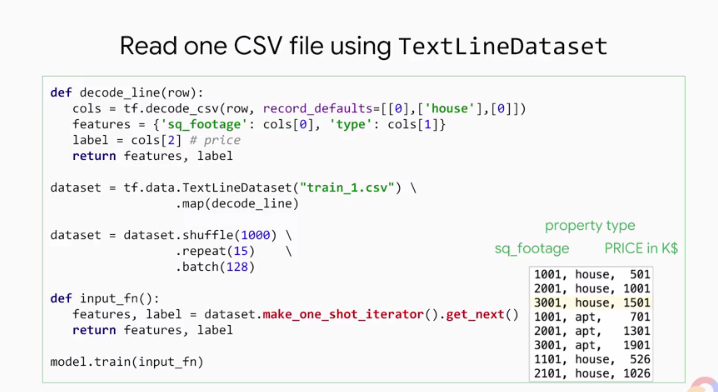 Read one CSV file using TextLineDataset
def decode_line(row):
cols = tf.decode_csv(row, record_defaults=[[0],['house'],[0]])
features = {'sq_footage': cols[0], 'type': cols[1]}
label = cols[2] # price
return features, label
dataset = tf.data.TextLineDataset("train_1.csv") \
.map(decode_line)
dataset = dataset.shuffle(1000) \
.repeat(15) \
.batch(128)
def input_fn():
features, label = dataset.make_one_shot_iterator().get_next()
return features, label
model.train(input_fn)
property type
sq_footage PRICE in K$
1001, house, 501
2001, house, 1001
3001, house, 1501
1001, apt, 701
2001, apt, 1301
3001, apt, 1901
1101, house, 526
2101, house, 1026